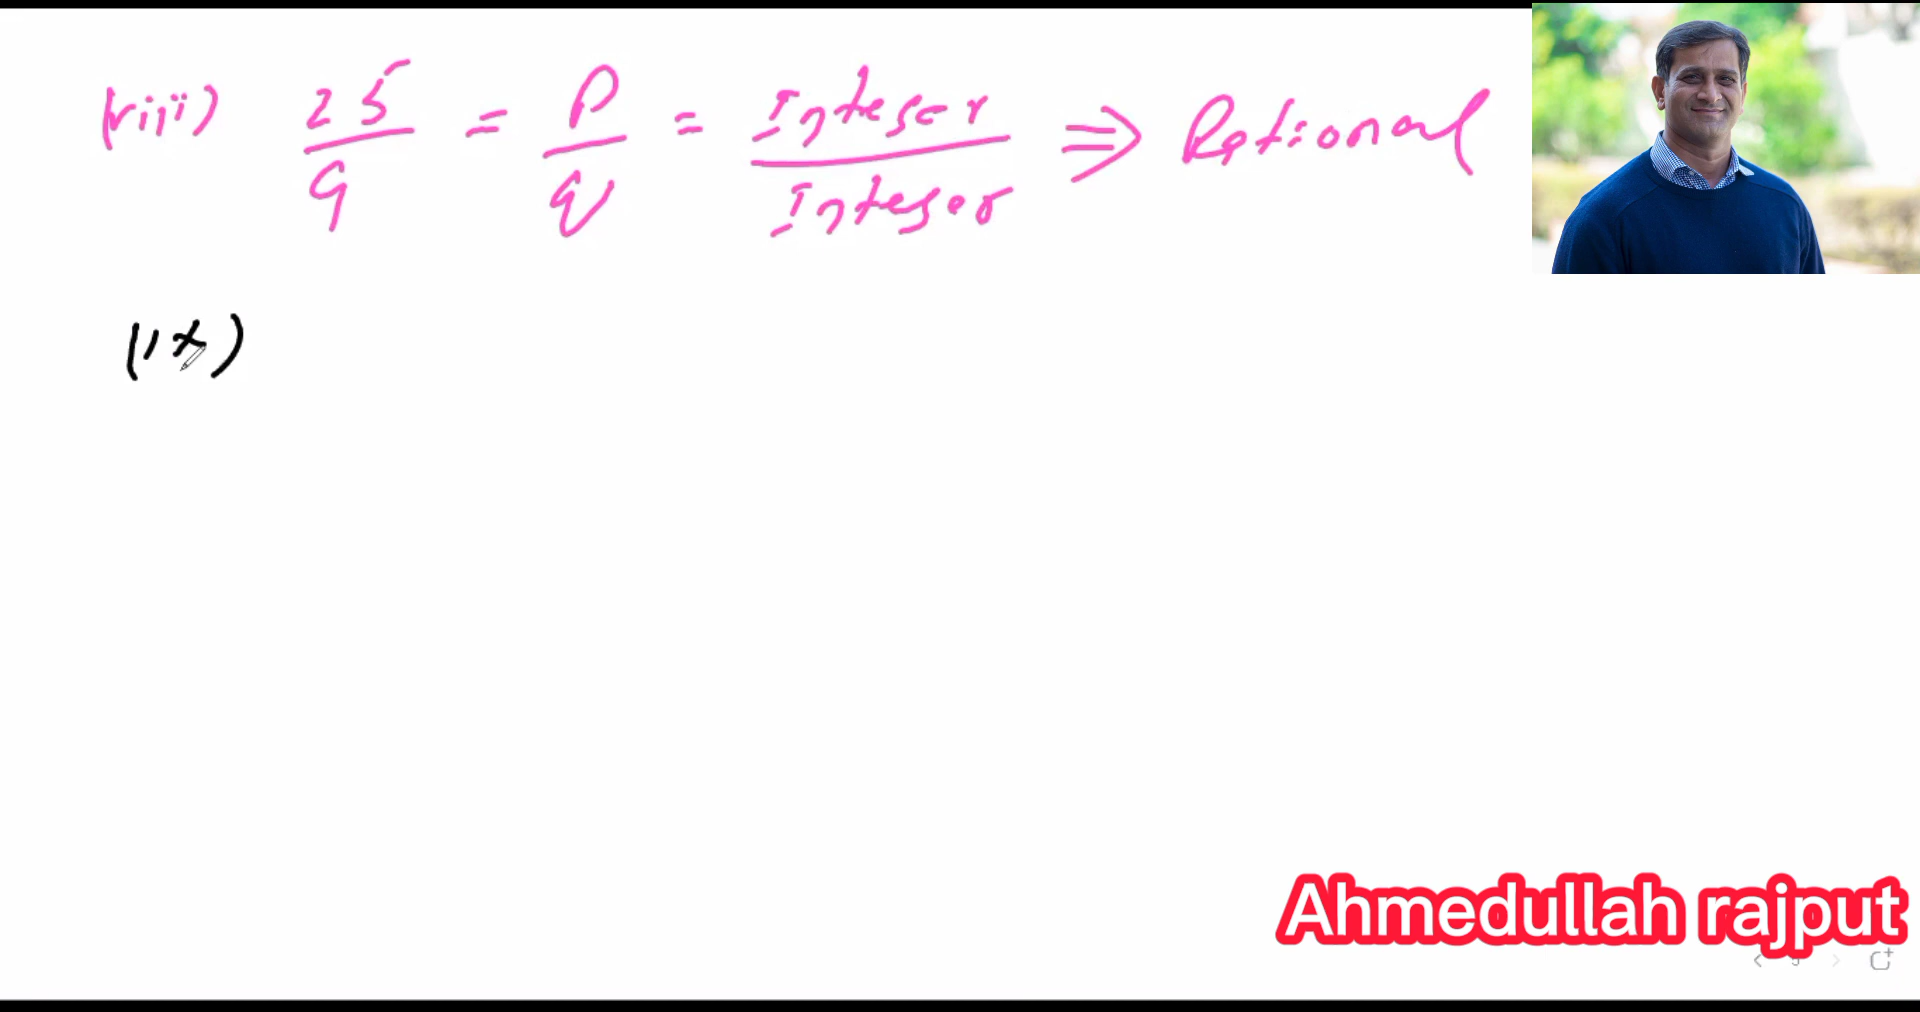 (viii) 25/9 = P/q = Integer/Integer ⇒ Rational
(ix)
Ahmedullah rajput